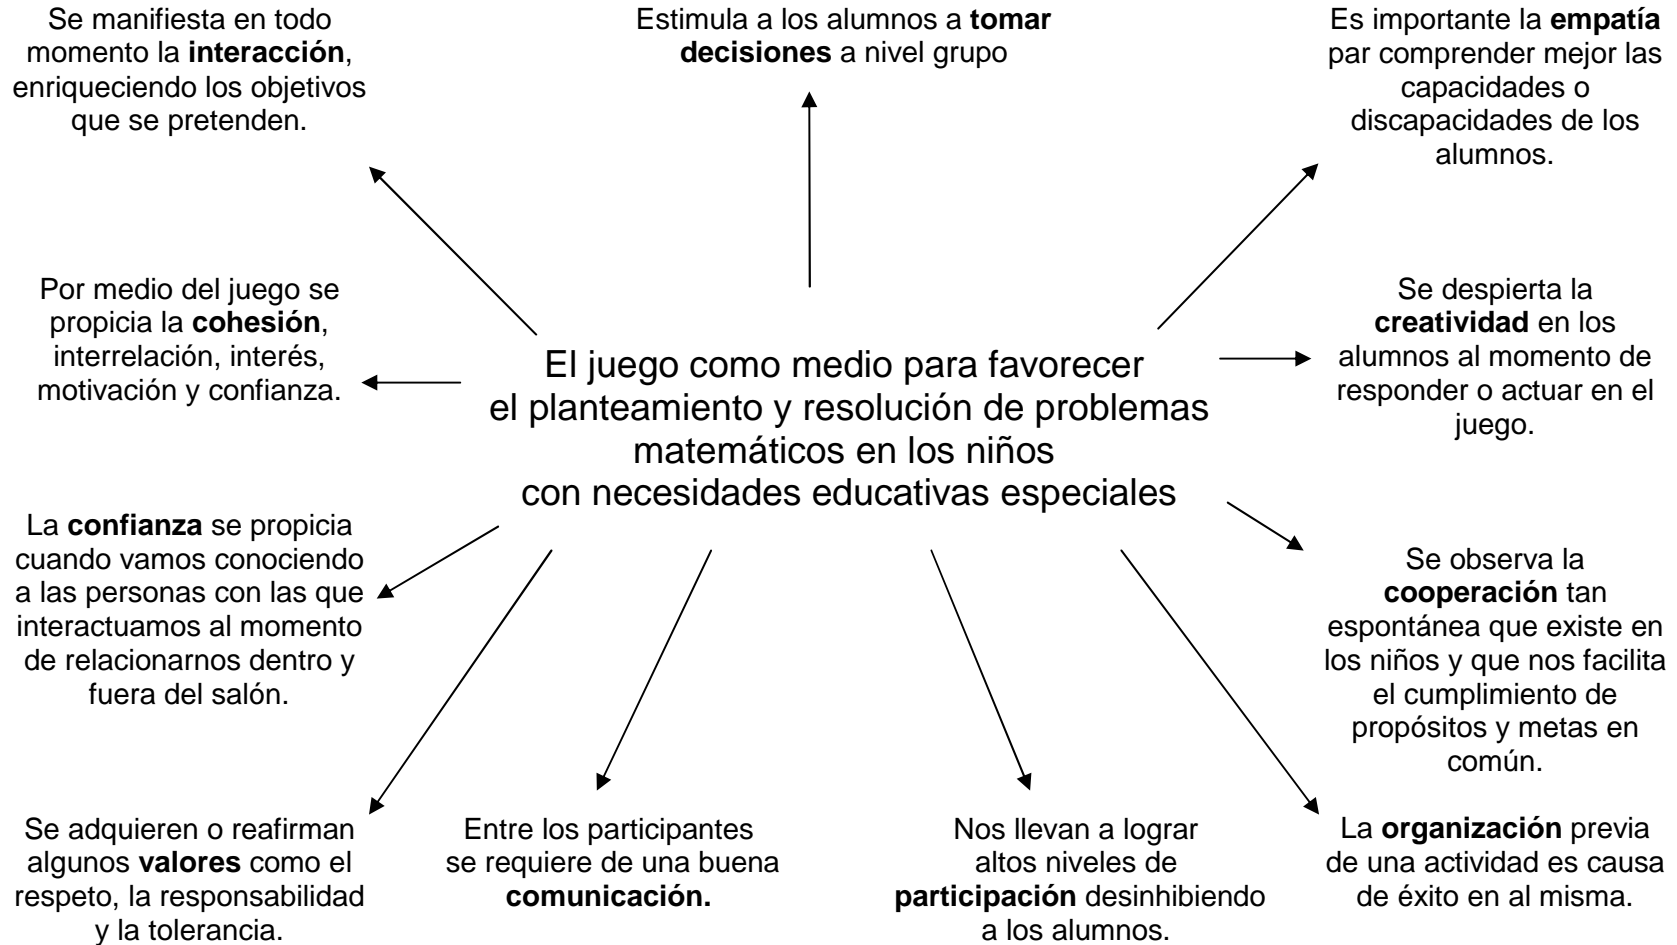 Se manifiesta en todo
momento la interacción,
enriqueciendo los objetivos
que se pretenden.
Estimula a los alumnos a tomar
decisiones a nivel grupo
Es importante la empatía
par comprender mejor las
capacidades o
discapacidades de los
alumnos.
Por medio del juego se
propicia la cohesión,
interrelación, interés,
motivación y confianza.
Se despierta la
creatividad en los
alumnos al momento de
responder o actuar en el
juego.
El juego como medio para favorecer
el planteamiento y resolución de problemas
matemáticos en los niños
con necesidades educativas especiales
La confianza se propicia
cuando vamos conociendo
a las personas con las que
interactuamos al momento
de relacionarnos dentro y
fuera del salón.
Se observa la
cooperación tan
espontánea que existe en
los niños y que nos facilita
el cumplimiento de
propósitos y metas en
común.
Se adquieren o reafirman
algunos valores como el
respeto, la responsabilidad
y la tolerancia.
Entre los participantes
se requiere de una buena
comunicación.
Nos llevan a lograr
altos niveles de
participación desinhibiendo
a los alumnos.
La organización previa
de una actividad es causa
de éxito en al misma.